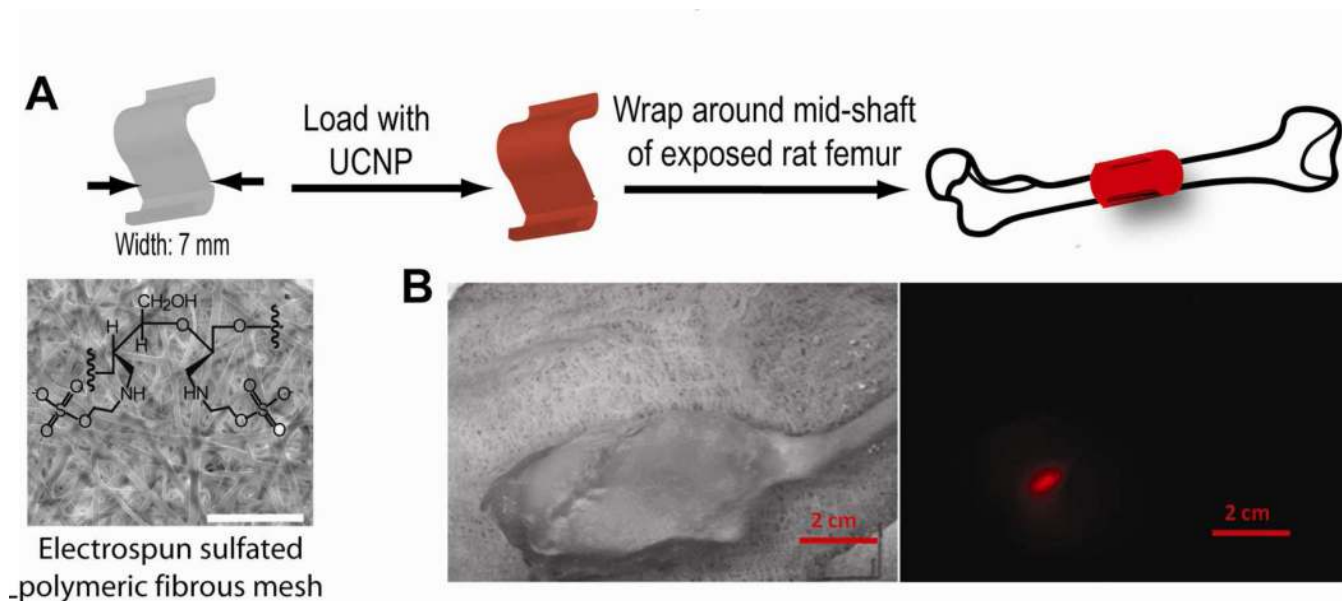 A
Load with
UCNP
Wrap around mid-shaft
of exposed rat femur
Width: 7 mm
B
CH₂OH
H
O
O
H
NH
HN
O
O
-O
S
O
O
O
O-
S
O
O
2 cm
2 cm
Electrospun sulfated
polymeric fibrous mesh